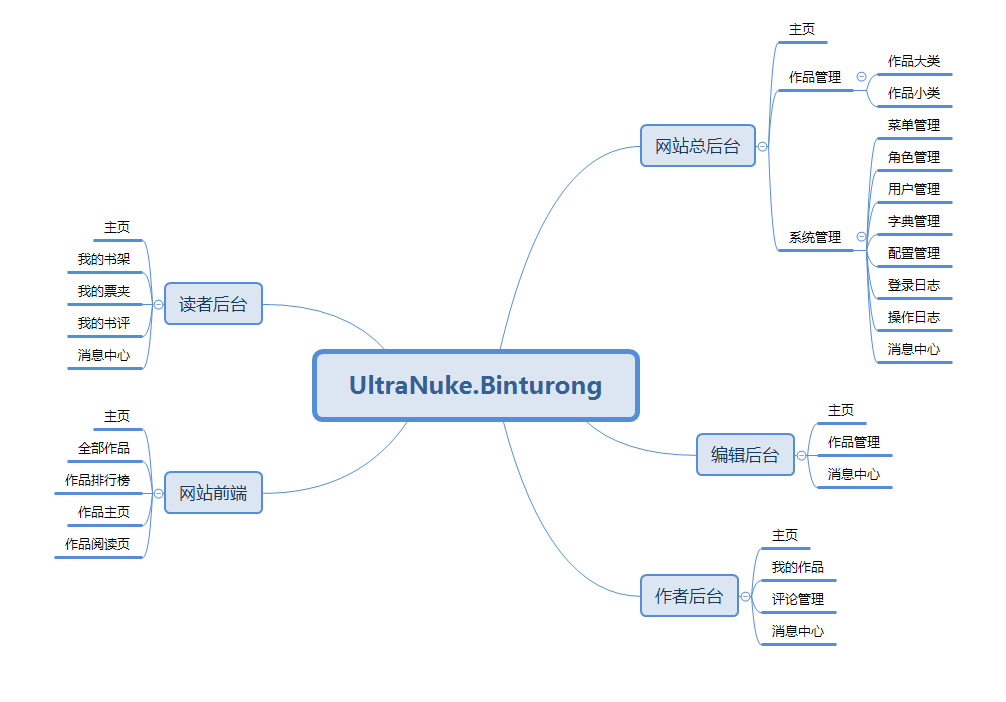 UltraNuke.Binturong
网站总后台
主页
作品管理
作品大类
作品小类
系统管理
菜单管理
角色管理
用户管理
字典管理
配置管理
登录日志
操作日志
消息中心
编辑后台
主页
作品管理
消息中心
作者后台
主页
我的作品
评论管理
消息中心
网站前端
主页
全部作品
作品排行榜
作品主页
作品阅读页
读者后台
主页
我的书架
我的票夹
我的书评
消息中心